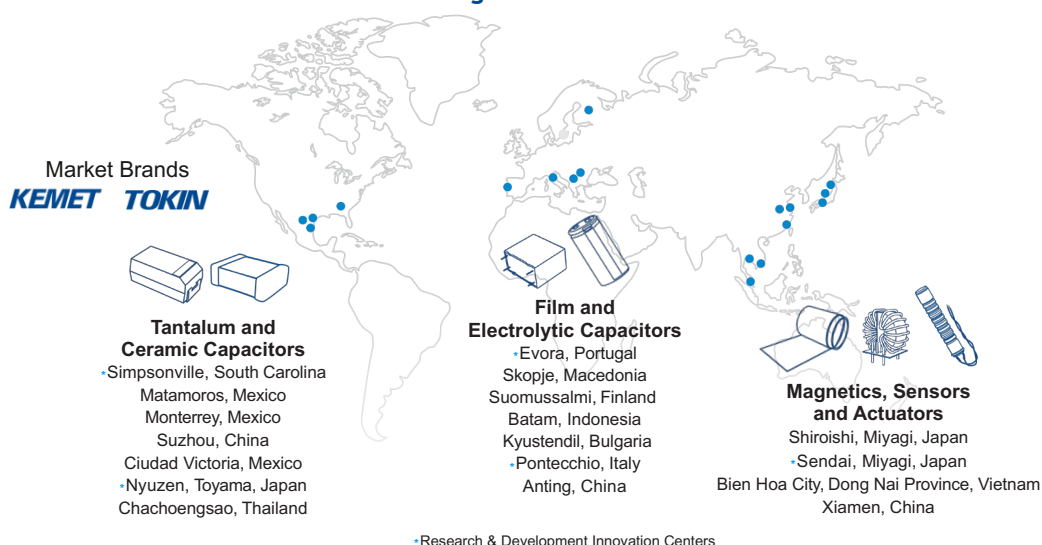 Market Brands
KEMET TOKIN
Tantalum and
Ceramic Capacitors
*Simpsonville, South Carolina
Matamoros, Mexico
Monterrey, Mexico
Suzhou, China
Ciudad Victoria, Mexico
*Nyuzen, Toyama, Japan
Chachoengsao, Thailand
Film and
Electrolytic Capacitors
*Evora, Portugal
Skopje, Macedonia
Suomussalmi, Finland
Batam, Indonesia
Kyustendil, Bulgaria
*Pontecchio, Italy
Anting, China
Magnetics, Sensors
and Actuators
Shiroishi, Miyagi, Japan
*Sendai, Miyagi, Japan
Bien Hoa City, Dong Nai Province, Vietnam
Xiamen, China
*Research & Development Innovation Centers